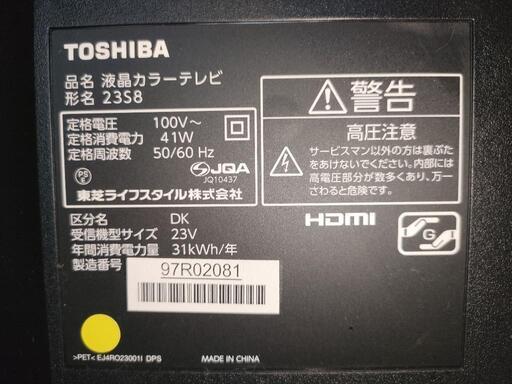 TOSHIBA
品名 液晶カラーテレビ
形名 23S8
定格電圧 100V～
定格消費電力 41W
定格周波数 50/60 Hz
PS
E
JQA
JQ10437
東芝ライフスタイル株式会社
区分名 DK
受信機型サイズ 23V
年間消費電力量 31kWh/年
製造番号
97R02081
>PET< EJ4RO23001I DPS
MADE IN CHINA
警告
高圧注意
サービスマン以外の方は裏ぶた
をあけないでください。内部には
高電圧部分が数多くあり、万一
さわると危険です。
HDMI
G